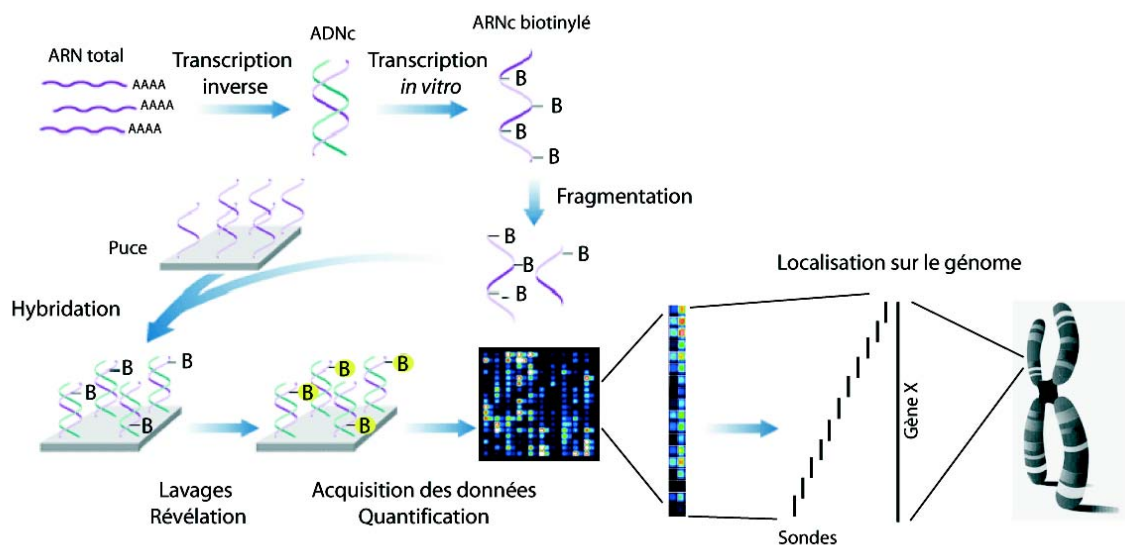 ARN total
AAAA
AAAA
AAAA
Transcription
inverse
ADNc
Transcription
in vitro
ARNc biotinylé
B
B
B
B
Fragmentation
B
B
B
B
Puce
Hybridation
B
B
B
B
Lavages
Révélation
B
B
B
B
Acquisition des données
Quantification
Localisation sur le génome
Sondes
Gène X